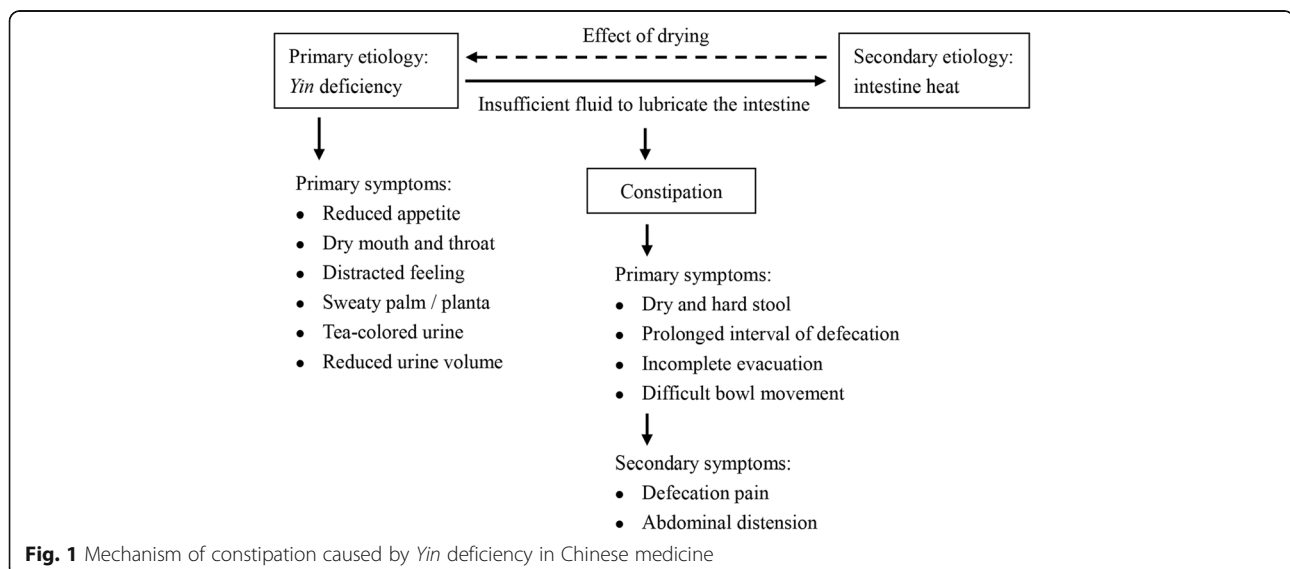 Effect of drying
Primary etiology:
Yin deficiency
Secondary etiology:
intestine heat
Insufficient fluid to lubricate the intestine
Primary symptoms:
● Reduced appetite
● Dry mouth and throat
● Distracted feeling
● Sweaty palm / planta
● Tea-colored urine
● Reduced urine volume
Constipation
Primary symptoms:
● Dry and hard stool
● Prolonged interval of defecation
● Incomplete evacuation
● Difficult bowl movement
Secondary symptoms:
● Defecation pain
● Abdominal distension
Fig. 1 Mechanism of constipation caused by Yin deficiency in Chinese medicine